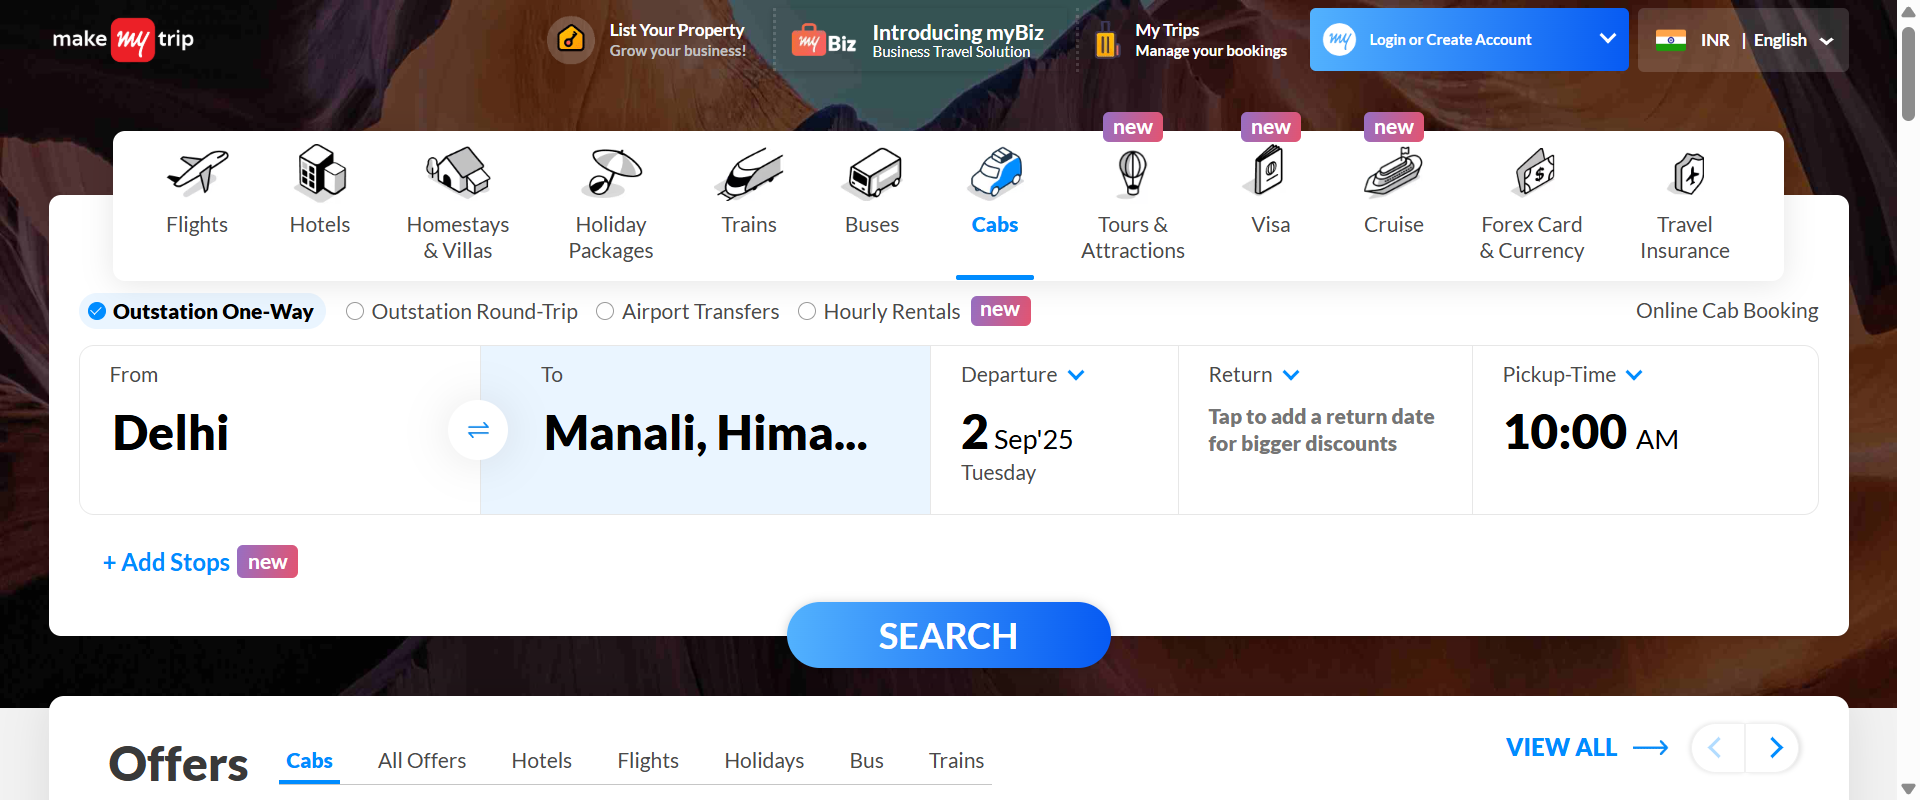 make my trip
List Your Property
Grow your business!
my Biz
Introducing myBiz
Business Travel Solution
My Trips
Manage your bookings
my
Login or Create Account
INR | English
new
new
new
Flights
Hotels
Homestays
& Villas
Holiday
Packages
Trains
Buses
Cabs
Tours &
Attractions
Visa
Cruise
Forex Card
& Currency
Travel
Insurance
Outstation One-Way
Outstation Round-Trip
Airport Transfers
Hourly Rentals
new
Online Cab Booking
From
Delhi
To
Manali, Hima...
Departure
2 Sep'25
Tuesday
Return
Tap to add a return date
for bigger discounts
Pickup-Time
10:00 AM
+ Add Stops
new
SEARCH
Offers
Cabs
All Offers
Hotels
Flights
Holidays
Bus
Trains
VIEW ALL